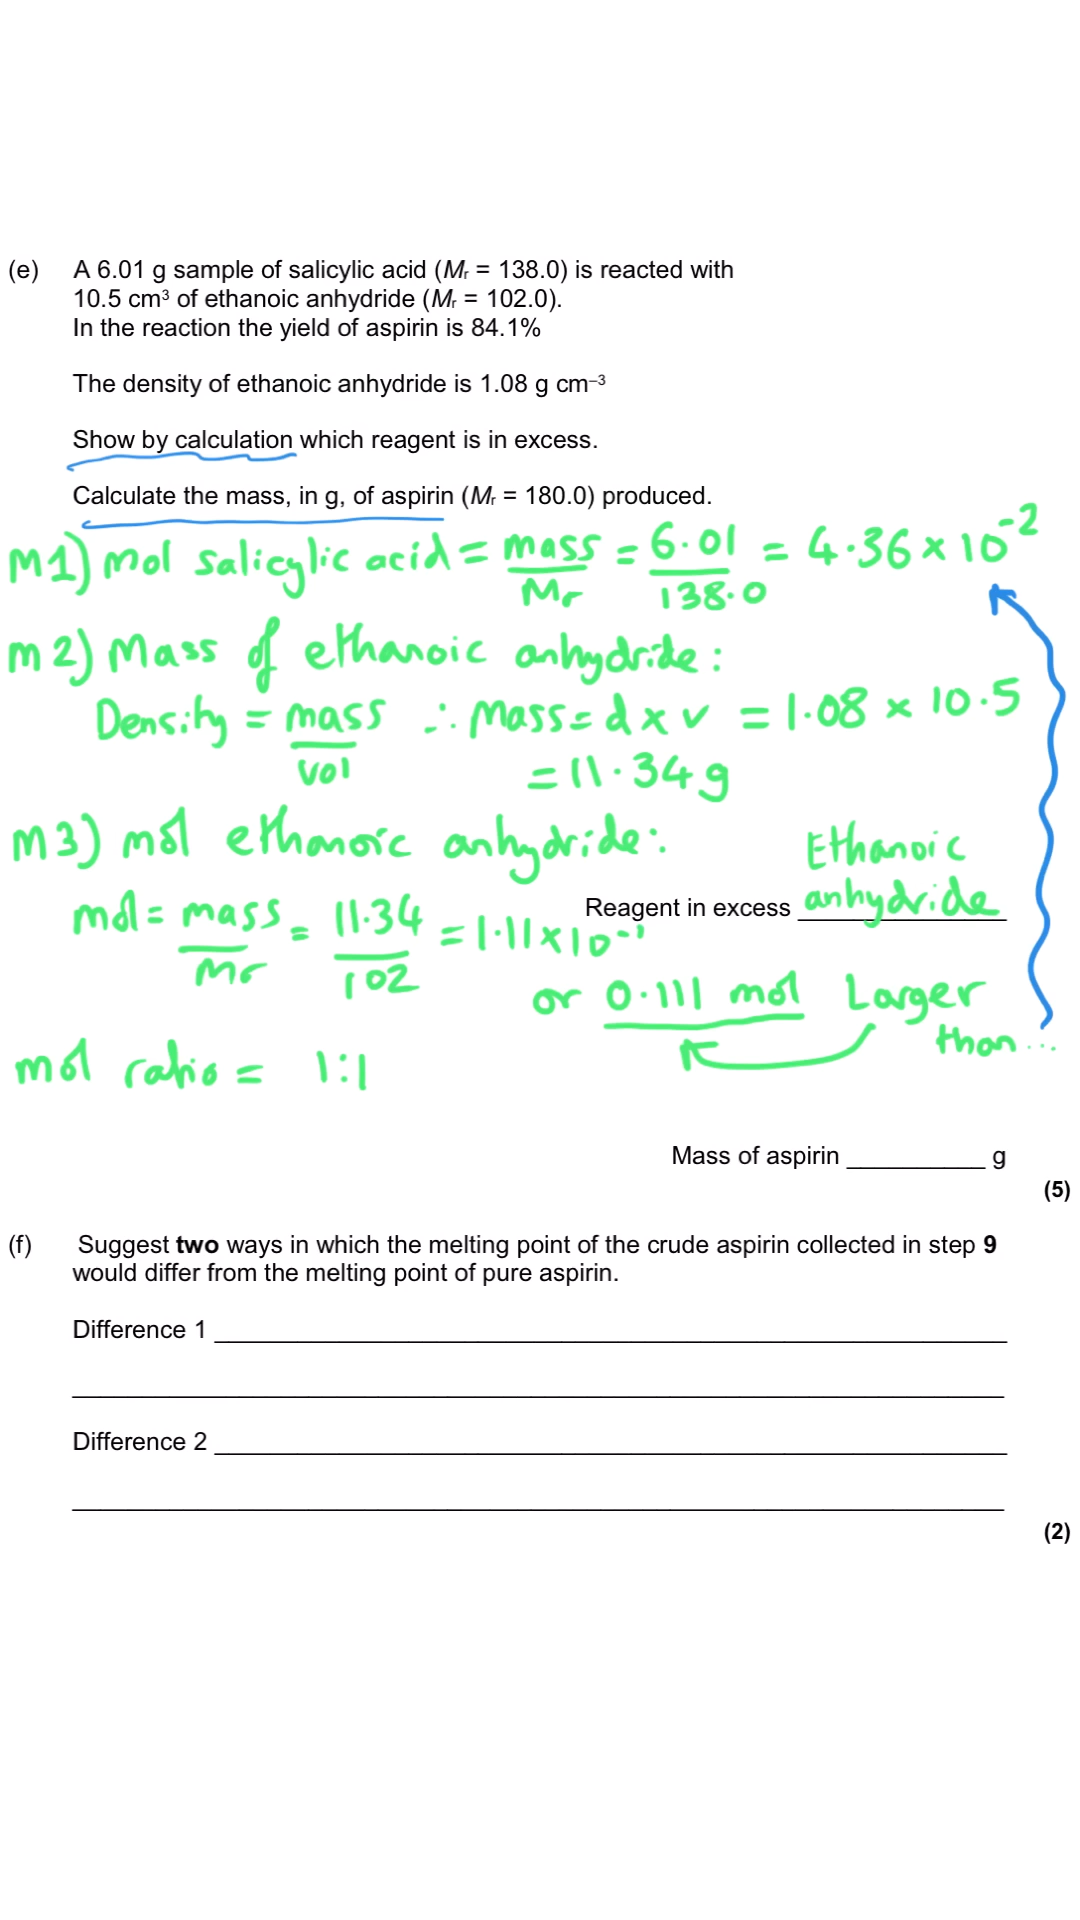 (e) A 6.01 g sample of salicylic acid (Mr = 138.0) is reacted with
10.5 cm³ of ethanoic anhydride (Mr = 102.0).
In the reaction the yield of aspirin is 84.1%
The density of ethanoic anhydride is 1.08 g cm⁻³
Show by calculation which reagent is in excess.
Calculate the mass, in g, of aspirin (Mr = 180.0) produced.
M1) mol salicylic acid = mass/Mr = 6.01/138.0 = 4.36 × 10⁻²
M2) Mass of ethanoic anhydride:
Density = mass/vol ∴ Mass = d × v = 1.08 × 10.5
= 11.34 g
M3) mol ethanoic anhydride:
mol = mass/Mr = 11.34/102 = 1.11 × 10⁻¹
Reagent in excess Ethanoic anhydride
or 0.111 mol Larger
than ...
mol ratio = 1:1
Mass of aspirin __________ g
(5)
(f) Suggest two ways in which the melting point of the crude aspirin collected in step 9
would differ from the melting point of pure aspirin.
Difference 1
Difference 2
(2)